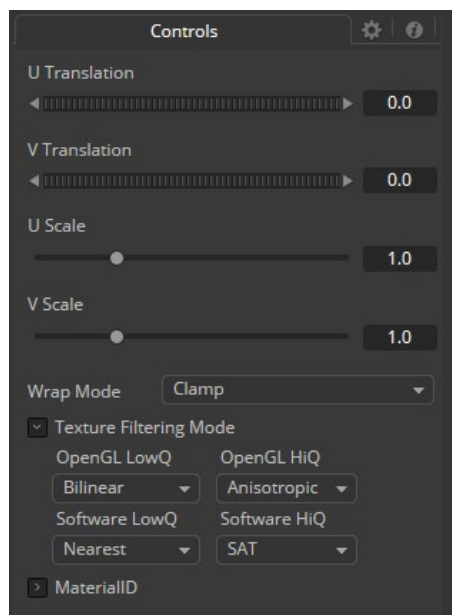 Controls
U Translation
0.0
V Translation
0.0
U Scale
1.0
V Scale
1.0
Wrap Mode Clamp
Texture Filtering Mode
OpenGL LowQ OpenGL HiQ
Bilinear Anisotropic
Software LowQ Software HiQ
Nearest SAT
MaterialID